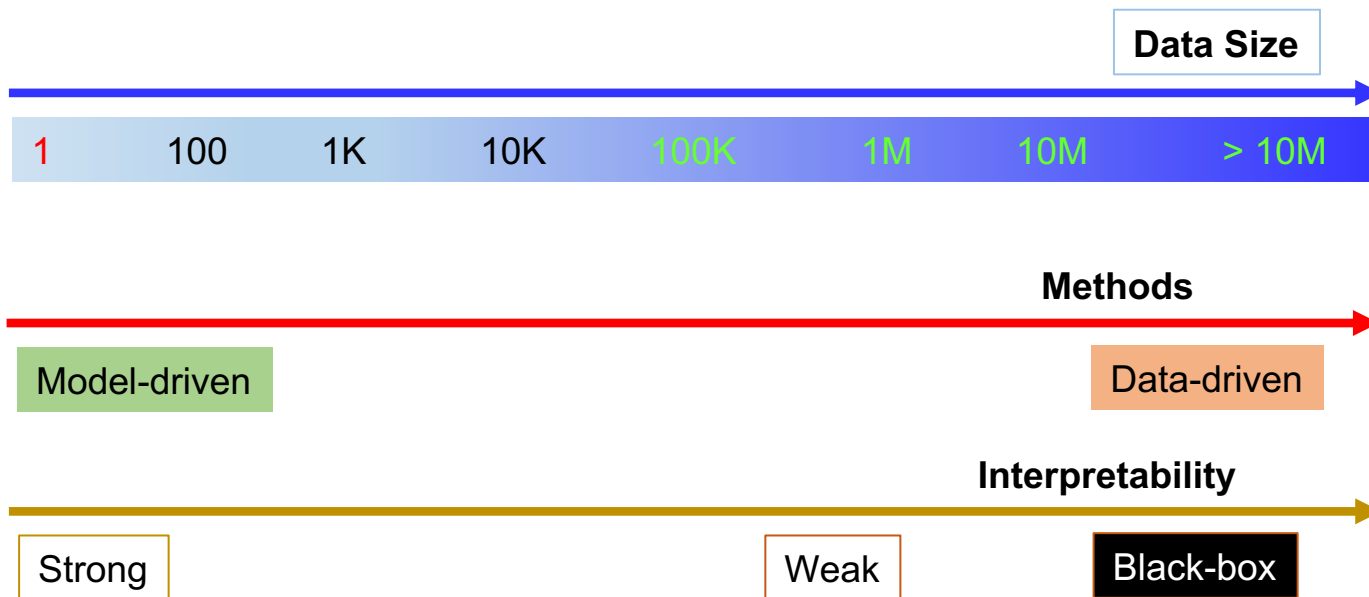 Data Size
1 100 1K 10K 100K 1M 10M > 10M
Methods
Model-driven Data-driven
Interpretability
Strong Weak Black-box